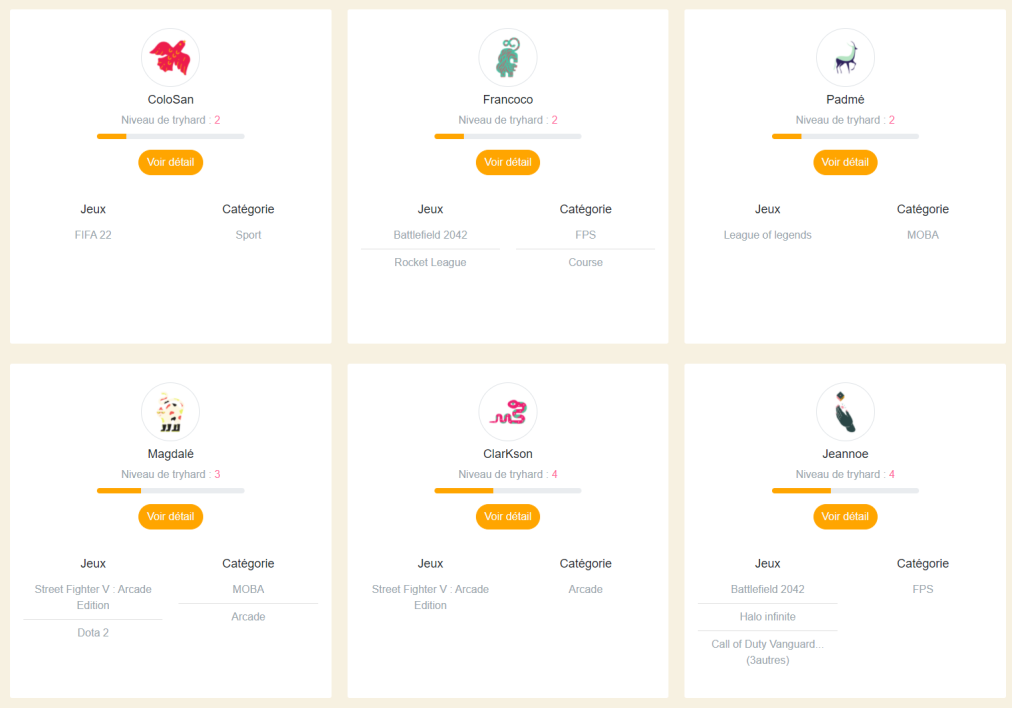 ColoSan
Niveau de tryhard : 2
Voir détail
Jeux
Catégorie
FIFA 22
Sport
Francoco
Niveau de tryhard : 2
Voir détail
Jeux
Catégorie
Battlefield 2042
FPS
Rocket League
Course
Padmé
Niveau de tryhard : 2
Voir détail
Jeux
Catégorie
League of legends
MOBA
Magdalé
Niveau de tryhard : 3
Voir détail
Jeux
Catégorie
Street Fighter V : Arcade
Edition
MOBA
Dota 2
Arcade
ClarKson
Niveau de tryhard : 4
Voir détail
Jeux
Catégorie
Street Fighter V : Arcade
Edition
Arcade
Jeannoe
Niveau de tryhard : 4
Voir détail
Jeux
Catégorie
Battlefield 2042
FPS
Halo infinite
Call of Duty Vanguard...
(3autres)